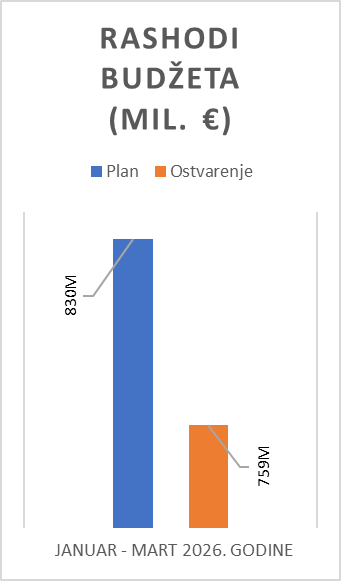 RASHODI
BUDŽETA
(MIL. €)
Plan Ostvarenje
830M
759M
JANUAR - MART 2026. GODINE